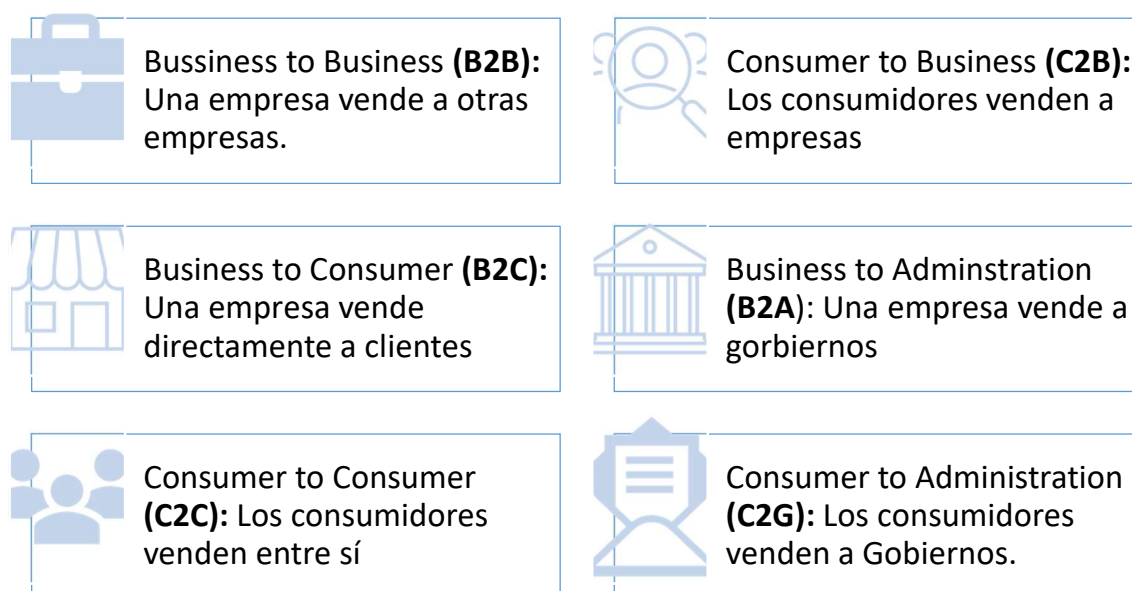 Bussiness to Business (B2B):
Una empresa vende a otras
empresas.
Consumer to Business (C2B):
Los consumidores venden a
empresas
Business to Consumer (B2C):
Una empresa vende
directamente a clientes
Business to Adminstration
(B2A): Una empresa vende a
gorbiernos
Consumer to Consumer
(C2C): Los consumidores
venden entre sí
Consumer to Administration
(C2G): Los consumidores
venden a Gobiernos.